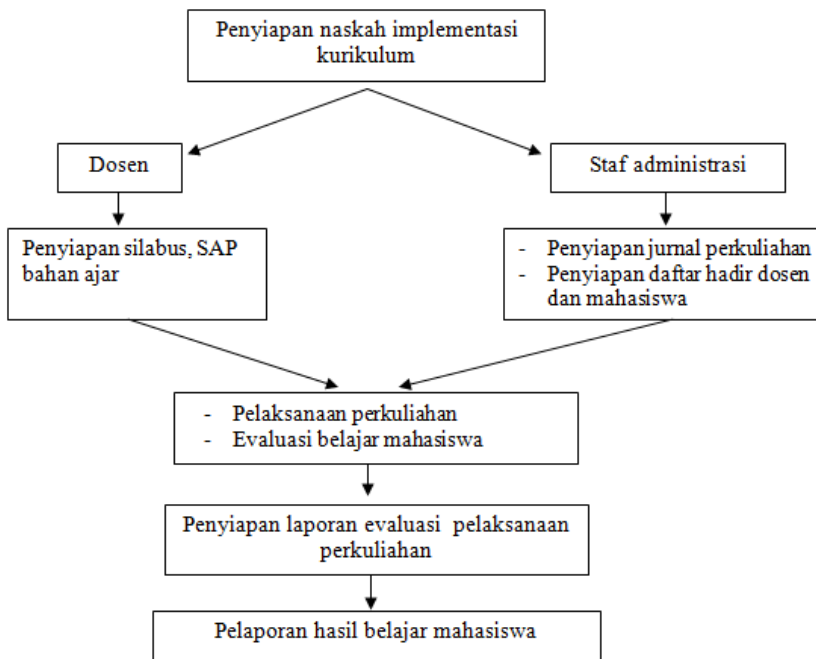 Penyiapan naskah implementasi
kurikulum
Dosen
Staf administrasi
Penyiapan silabus, SAP
bahan ajar
- Penyiapan jurnal perkuliahan
- Penyiapan daftar hadir dosen
dan mahasiswa
- Pelaksanaan perkuliahan
- Evaluasi belajar mahasiswa
Penyiapan laporan evaluasi pelaksanaan
perkuliahan
Pelaporan hasil belajar mahasiswa